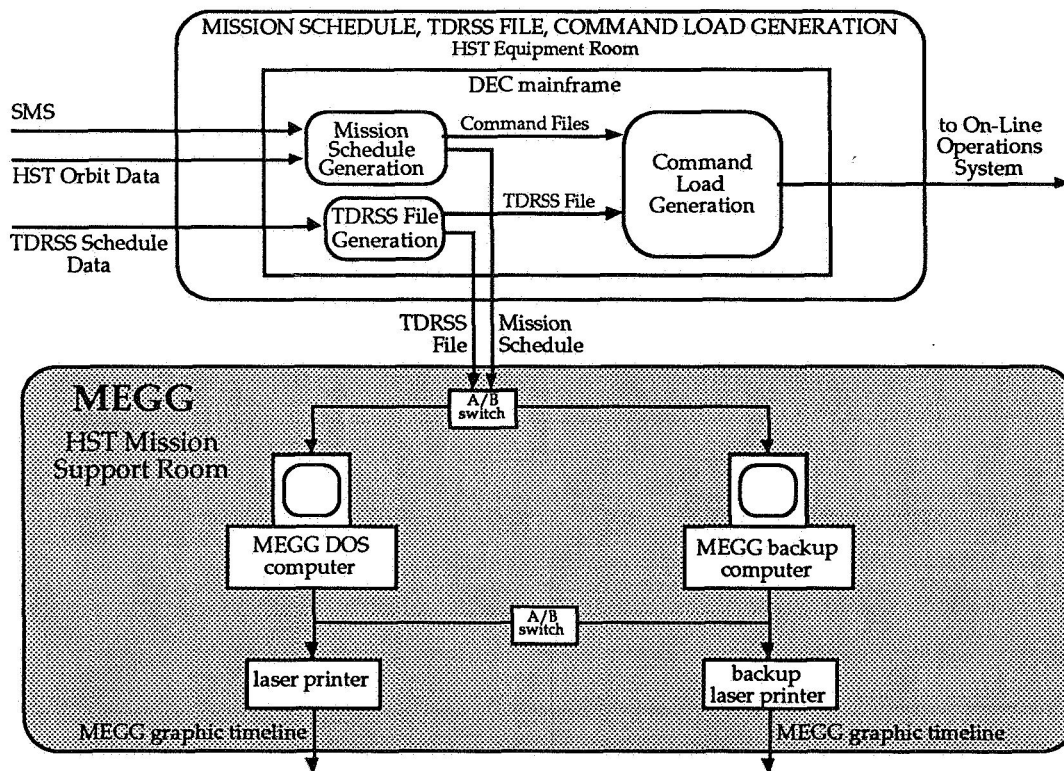 MISSION SCHEDULE, TDRSS FILE, COMMAND LOAD GENERATION
HST Equipment Room
DEC mainframe
SMS
HST Orbit Data
TDRSS Schedule
Data
Mission
Schedule
Generation
Command Files
TDRSS File
Generation
TDRSS File
Command
Load
Generation
to On-Line
Operations
System
TDRSS
File
Mission
Schedule
MEGG
HST Mission
Support Room
A/B
switch
MEGG DOS
computer
MEGG backup
computer
A/B
switch
laser printer
backup
laser printer
MEGG graphic timeline
MEGG graphic timeline